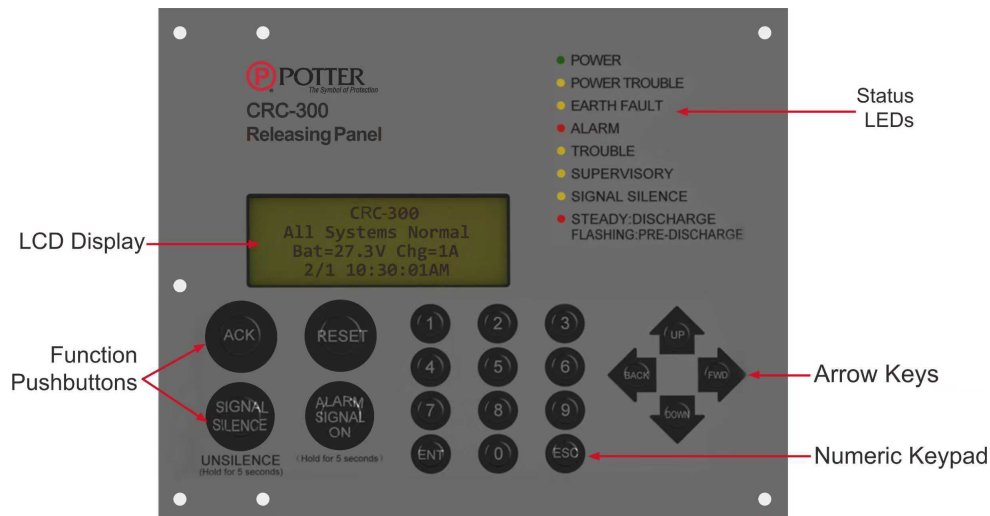 POTTER
The Symbol of Protection
CRC-300
Releasing Panel
POWER
POWER TROUBLE
EARTH FAULT
ALARM
TROUBLE
SUPERVISORY
SIGNAL SILENCE
STEADY:DISCHARGE
FLASHING:PRE-DISCHARGE
Status
LEDs
LCD Display
CRC-300
All Systems Normal
Bat=27.3V Chg=1A
2/1 10:30:01AM
Function
Pushbuttons
ACK
RESET
SIGNAL
SILENCE
UNSILENCE
(Hold for 5 seconds)
ALARM
SIGNAL
ON
(Hold for 5 seconds)
1
2
3
4
5
6
7
8
9
ENT
0
ESC
UP
BACK
FWD
DOWN
Arrow Keys
Numeric Keypad